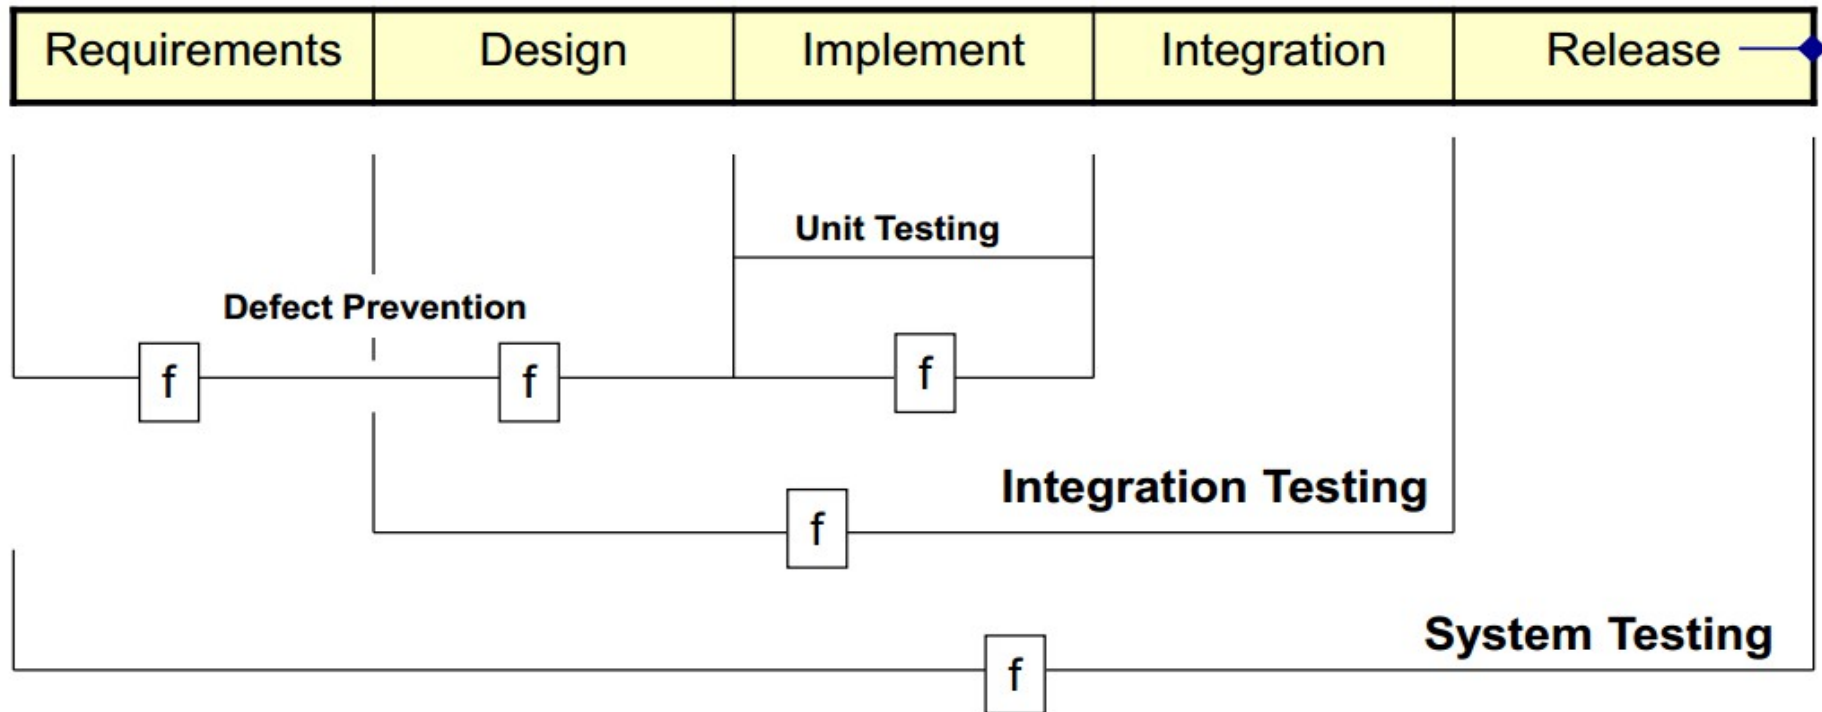 Requirements Design Implement Integration Release
Unit Testing
Defect Prevention
f f f
Integration Testing
f
System Testing
f